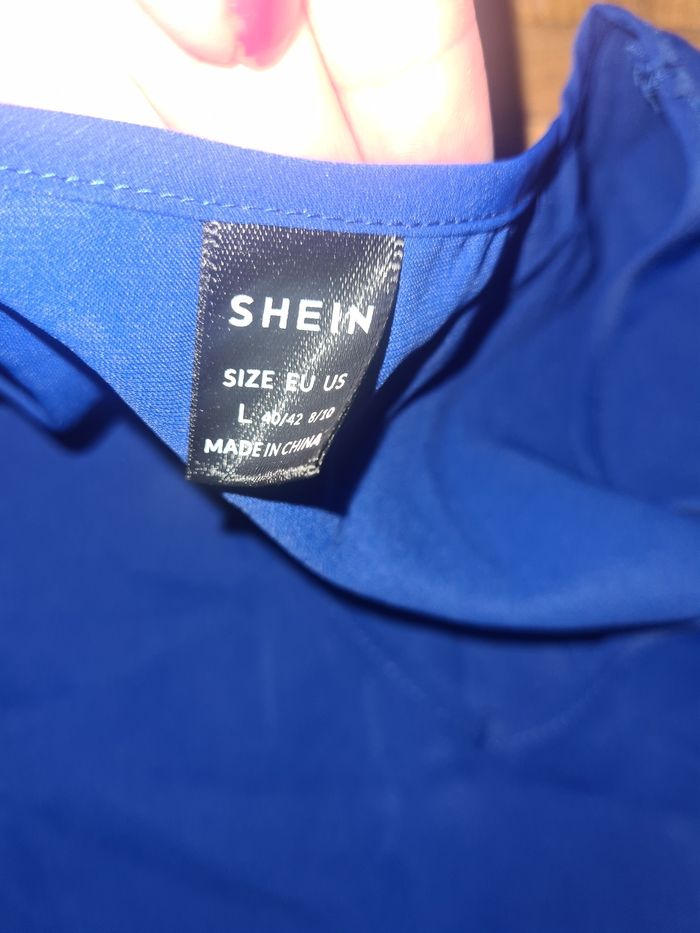 SHEIN
SIZE EU US
L 40/42 8/10
MADE IN CHINA